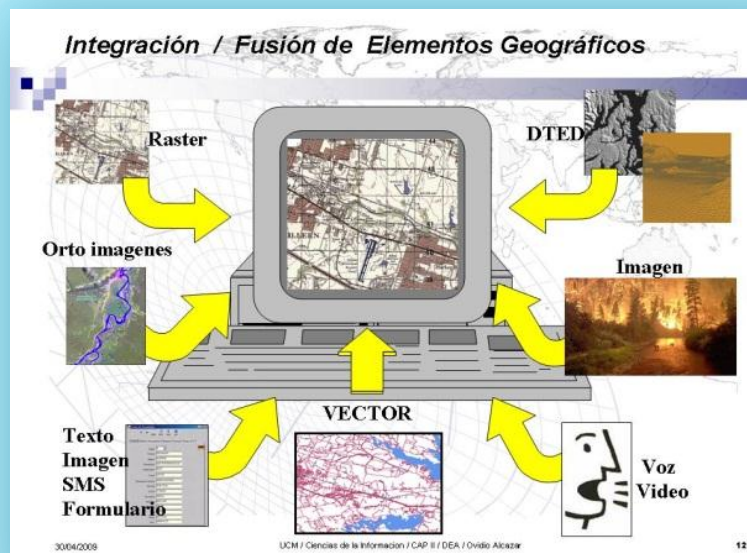 Integración / Fusión de Elementos Geográficos
Raster
DTED
Orto imagenes
Imagen
VECTOR
Texto
Imagen
SMS
Formulario
Voz
Video
30/04/2009
UCM / Ciencias de la Informacion / CAP II / DEA / Ovidio Alcazar
12